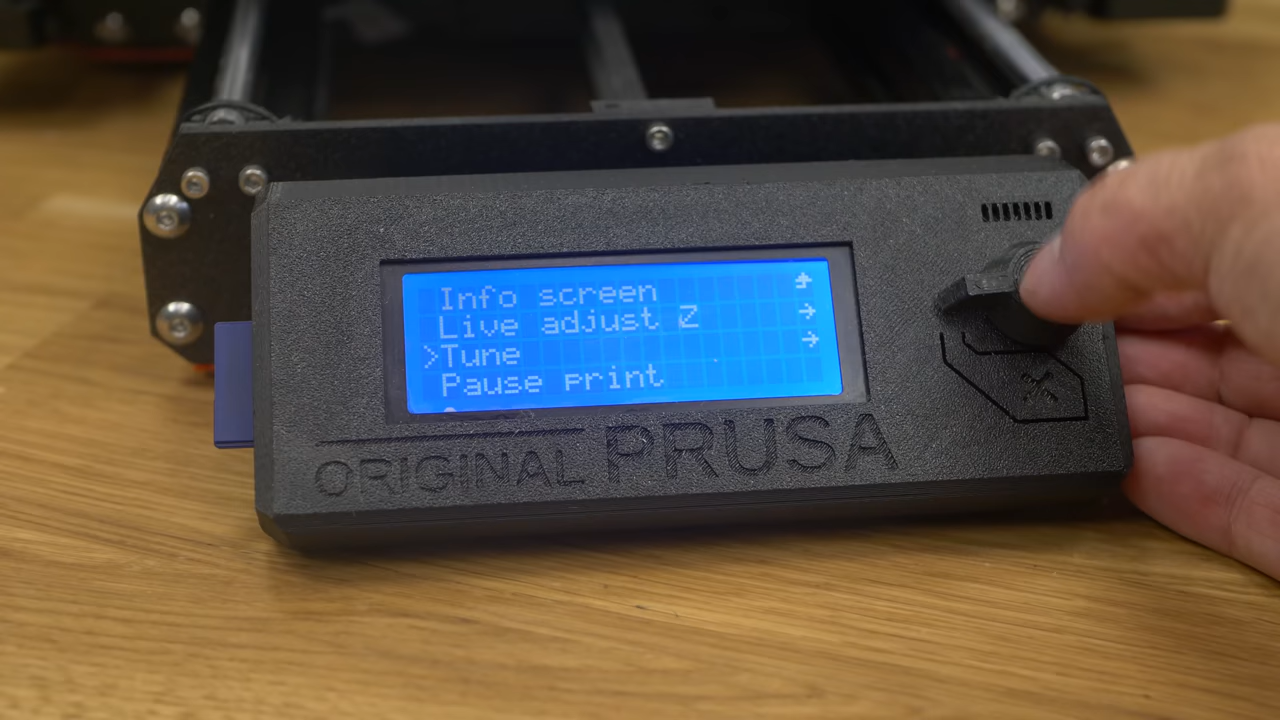 Info screen
Live adjust Z
>Tune
Pause print
ORIGINAL PRUSA